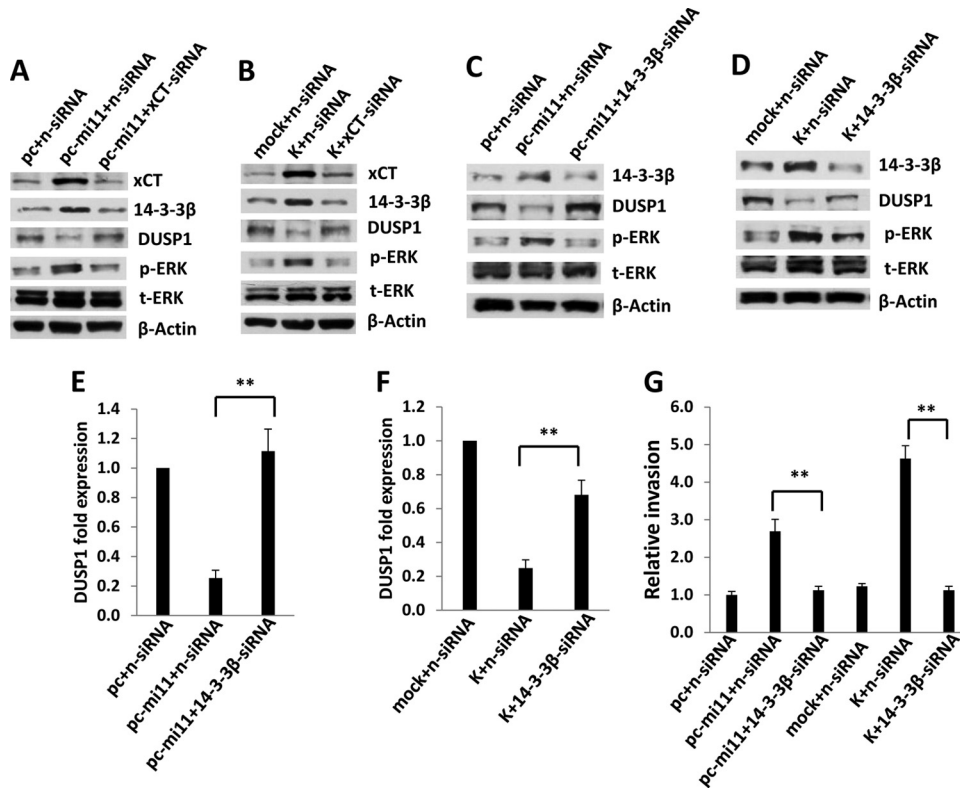 A
pc+n-siRNA
pc-mi11+n-siRNA
pc-mi11+xCT-siRNA
xCT
14-3-3β
DUSP1
p-ERK
t-ERK
β-Actin
B
mock+n-siRNA
K+n-siRNA
K+xCT-siRNA
xCT
14-3-3β
DUSP1
p-ERK
t-ERK
β-Actin
C
pc+n-siRNA
pc-mi11+n-siRNA
pc-mi11+14-3-3β-siRNA
14-3-3β
DUSP1
p-ERK
t-ERK
β-Actin
D
mock+n-siRNA
K+n-siRNA
K+14-3-3β-siRNA
14-3-3β
DUSP1
p-ERK
t-ERK
β-Actin
E
DUSP1 fold expression
1.4
1.2
1.0
0.8
0.6
0.4
0.2
0.0
**
pc+n-siRNA
pc-mi11+n-siRNA
pc-mi11+14-3-3β-siRNA
F
DUSP1 fold expression
1.2
1.0
0.8
0.6
0.4
0.2
0.0
**
mock+n-siRNA
K+n-siRNA
K+14-3-3β-siRNA
G
Relative invasion
6.0
5.0
4.0
3.0
2.0
1.0
0.0
**
**
pc+n-siRNA
pc-mi11+n-siRNA
pc-mi11+14-3-3β-siRNA
mock+n-siRNA
K+n-siRNA
K+14-3-3β-siRNA